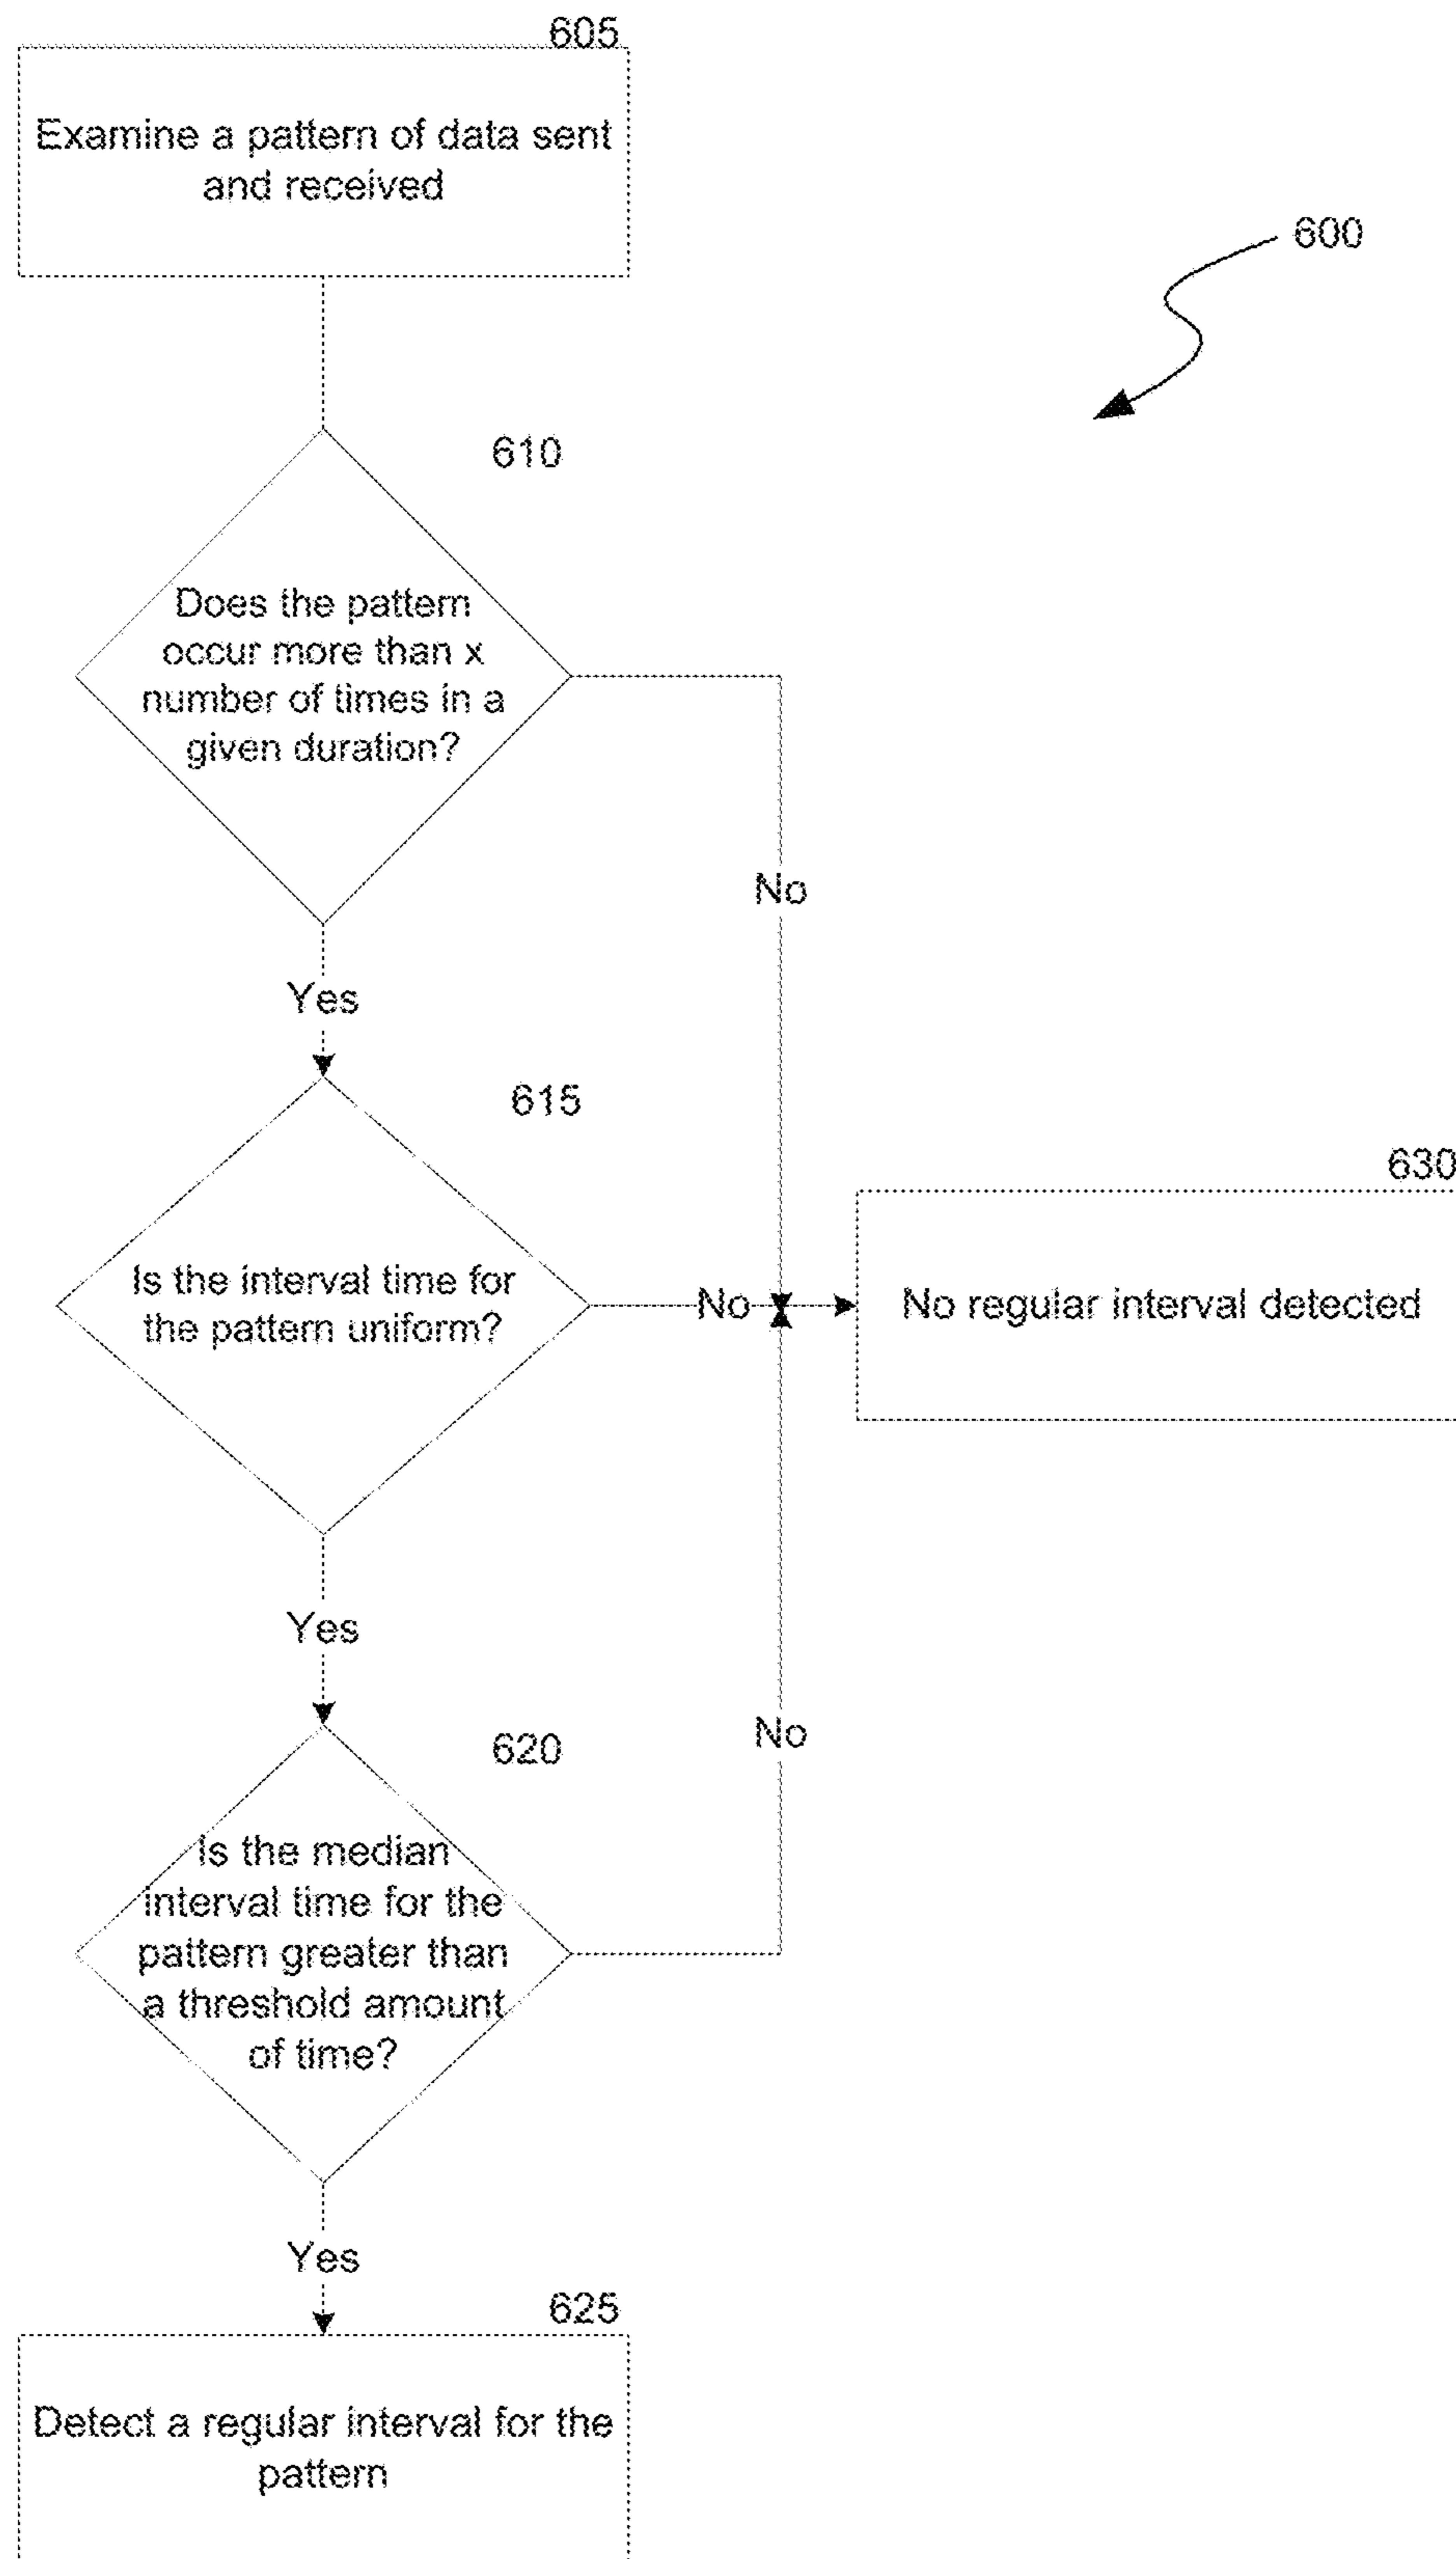 605
Examine a pattern of data sent
and received
600
610
Does the pattern
occur more than x
number of times in a
given duration?
No
Yes
615
630
Is the interval time for
the pattern uniform?
No
No regular interval detected
Yes
620
No
Is the median
interval time for the
pattern greater than
a threshold amount
of time?
Yes
625
Detect a regular interval for the
pattern